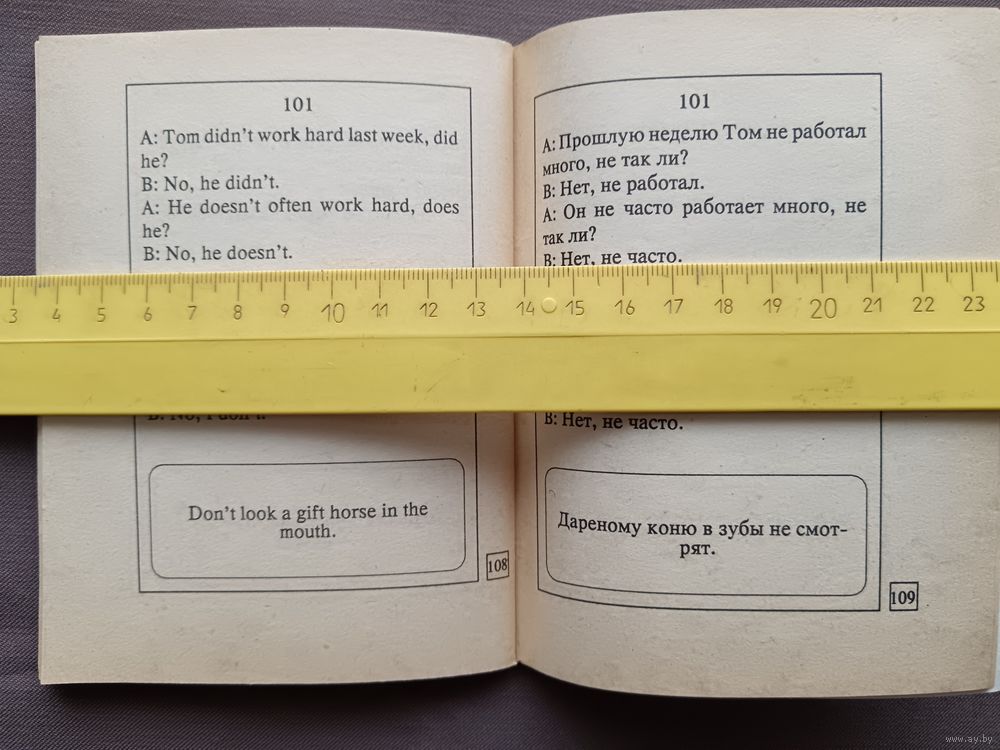 101
A: Tom didn't work hard last week, did
he?
B: No, he didn't.
A: He doesn't often work hard, does
he?
B: No, he doesn't.
Don't look a gift horse in the
mouth.
108
101
А: Прошлую неделю Том не работал
много, не так ли?
В: Нет, не работал.
А: Он не часто работает много, не
так ли?
В: Нет, не часто.
В: Нет, не часто.
Дареному коню в зубы не смот-
рят.
109
3 4 5 6 7 8 9 10 11 12 13 14 15 16 17 18 19 20 21 22 23
www.ay.by